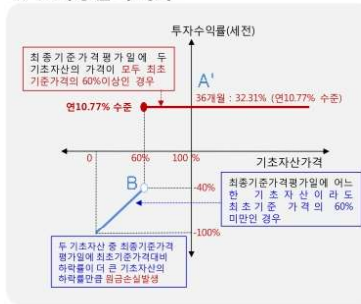 투자수익률(세전)
최종기준가격평가일에 두
기초자산의 가격이 모두 최초
기준가격의 60%이상인 경우
A'
36개월 : 32.31% (연10.77% 수준)
연10.77% 수준
0
60%
100 %
기초자산가격
B
-40%
최종기준가격평가일에 어느
한 기초자산이라도
최초기준 가격의 60%
미만인 경우
-100%
두 기초자산 중 최종기준가격
평가일에 최초기준가격대비
하락률이 더 큰 기초자산의
하락률만큼 원금손실발생